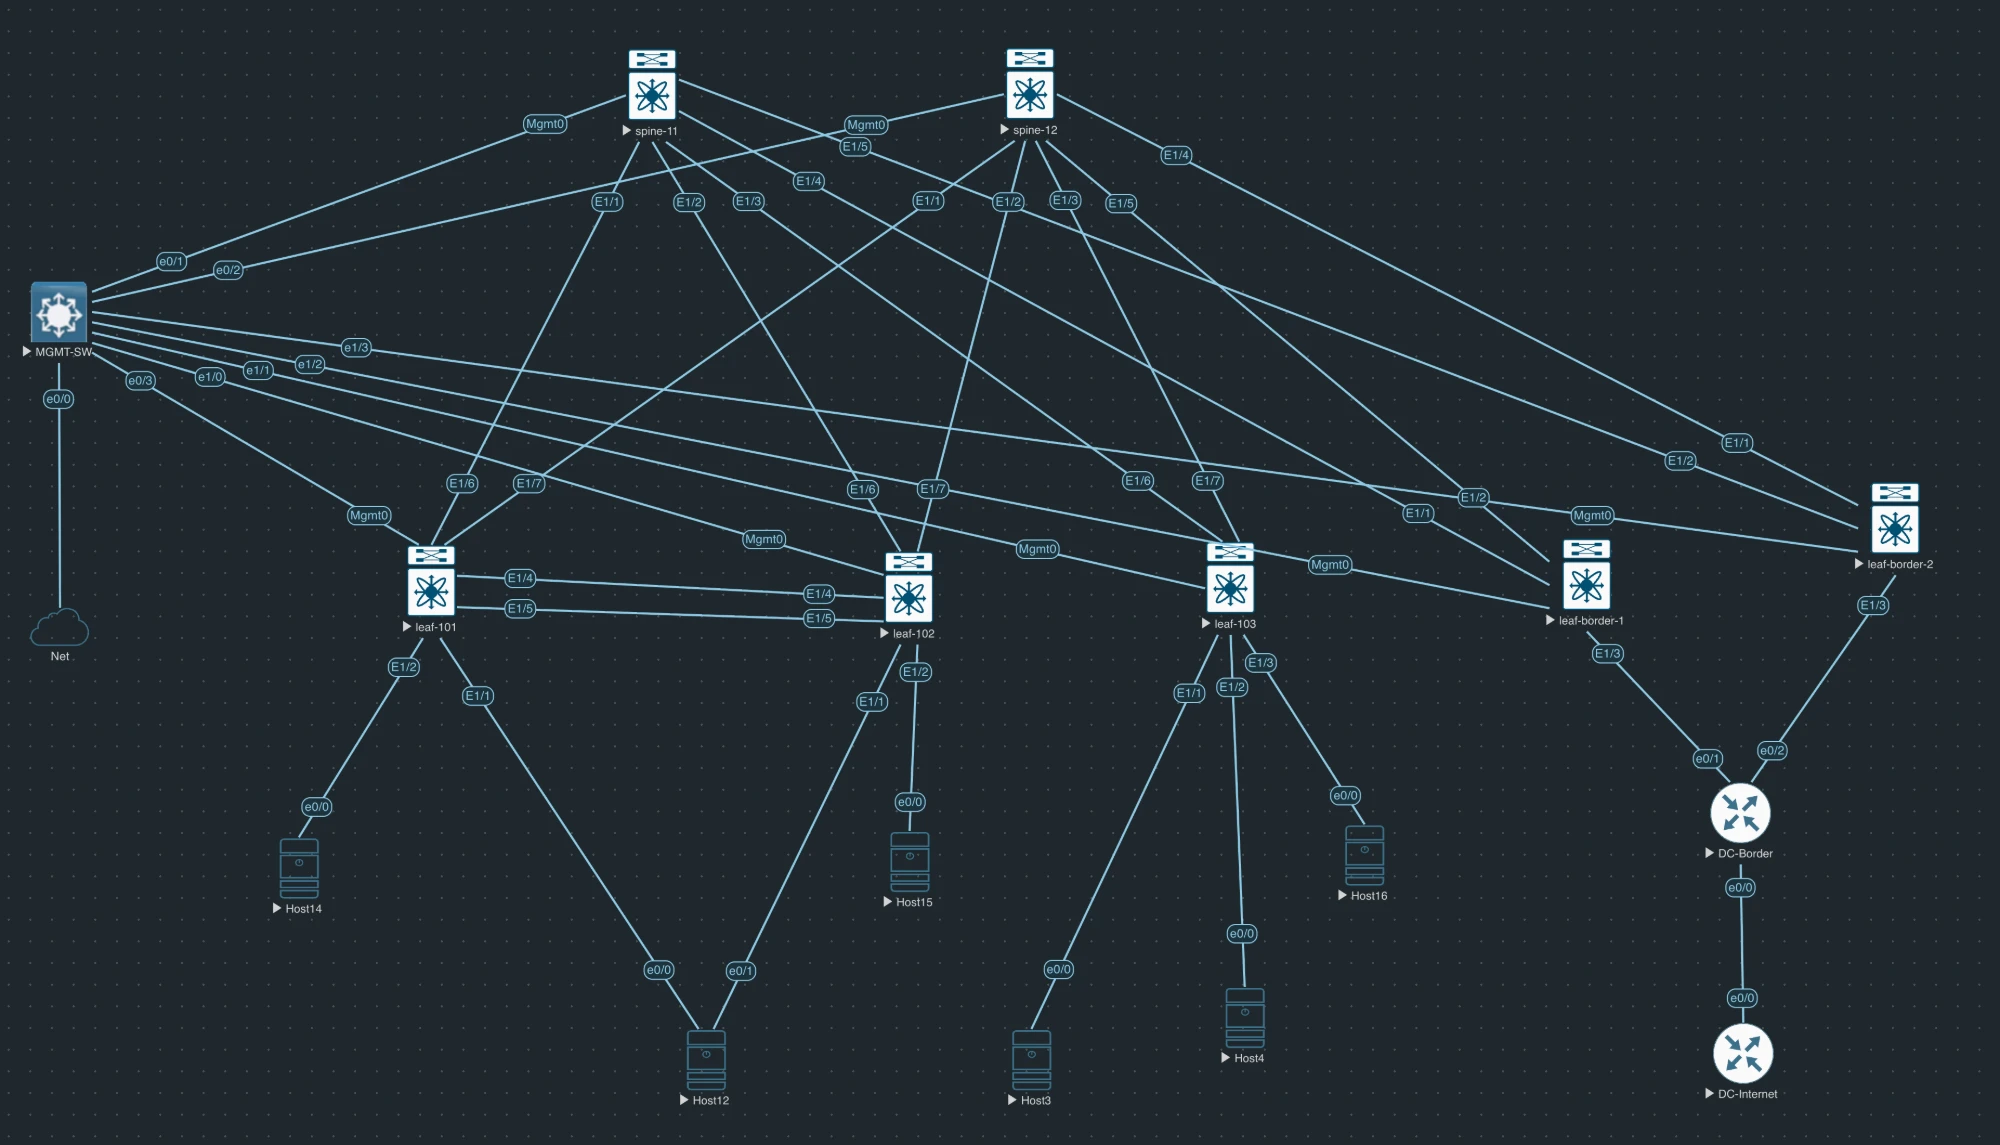 spine-11
spine-12
Mgmt0
Mgmt0
E1/5
E1/4
E1/4
E1/1
E1/2
E1/3
E1/1
E1/2
E1/3
E1/5
e0/1
e0/2
MGMT-SW
e1/3
e1/2
e1/1
e1/0
e0/3
e0/0
E1/1
E1/2
E1/6
E1/7
E1/6
E1/7
E1/6
E1/7
E1/2
E1/1
Mgmt0
Mgmt0
Mgmt0
Mgmt0
Mgmt0
leaf-border-2
E1/4
E1/4
E1/5
E1/5
E1/3
leaf-101
leaf-102
leaf-103
leaf-border-1
Net
E1/2
E1/1
E1/1
E1/2
E1/1
E1/2
E1/3
E1/3
e0/1
e0/2
e0/0
e0/0
e0/0
DC-Border
Host14
Host15
Host16
e0/0
e0/0
e0/0
e0/1
e0/0
e0/0
Host4
Host12
Host3
DC-Internet